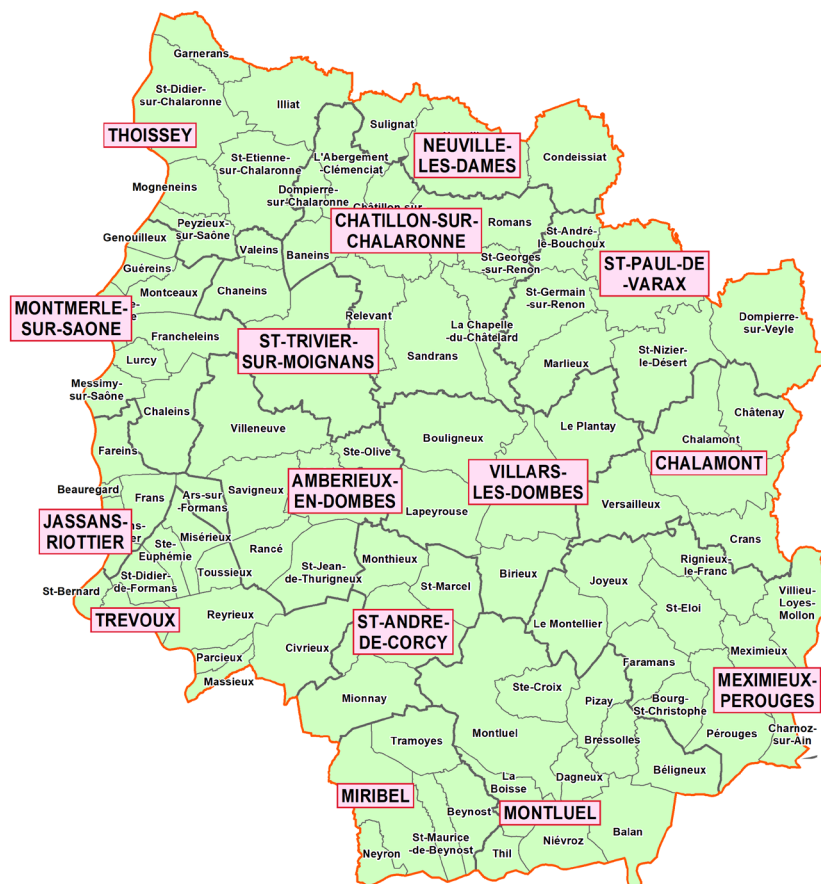 Garnerans
St-Didier-
sur-Chalaronne
Illiat
THOISSEY
Sulignat
NEUVILLE-
LES-DAMES
Condeissiat
St-Etienne-
sur-Chalaronne
L'Abergement
-Clémenciat
Mogneneins
Dompierre-
sur-Chalaronne
CHATILLON-SUR-
CHALARONNE
Romans
St-André-
le-Bouchoux
Peyzieux-
sur-Saône
Genouilleux
Valeins
Baneins
St-Georges
-sur-Renon
ST-PAUL-DE
-VARAX
Guéreins
Montceaux
Chaneins
St-Germain
-sur-Renon
MONTMERLE-
SUR-SAONE
Relevant
La Chapelle
-du-Châtelard
Dompierre-
sur-Veyle
Francheleins
ST-TRIVIER-
SUR-MOIGNANS
Lurcy
Sandrans
Marlieux
St-Nizier-
le-Désert
Messimy-
sur-Saône
Chaleins
Châtenay
Villeneuve
Le Plantay
Bouligneux
Chalamont
Fareins
Ste-Olive
CHALAMONT
AMBERIEUX-
EN-DOMBES
VILLARS-
LES-DOMBES
Beauregard
Frans
Ars-sur
-Formans
Savigneux
Lapeyrouse
Versailleux
JASSANS-
RIOTTIER
Misérieux
Crans
Ste-
Euphémie
Rancé
Monthieux
Rignieux-
le-Franc
St-Didier-
de-Formans
Toussieux
St-Jean-
de-Thurigneux
St-Marcel
Birieux
Joyeux
Villieu-
Loyes-
Mollon
St-Bernard
St-Eloi
TREVOUX
Reyrieux
ST-ANDRE-
DE-CORCY
Le Montellier
Civrieux
Meximieux
Parcieux
Faramans
Massieux
MEXIMIEUX-
PEROUGES
Mionnay
Ste-Croix
Pizay
Bourg-
St-Christophe
Charnoz-
sur-Ain
Pérouges
Montluel
Bressolles
Tramoyes
Béligneux
Dagneux
La
Boisse
MIRIBEL
Beynost
MONTLUEL
Balan
St-Maurice
-de-Beynost
Niévroz
Neyron
Thil